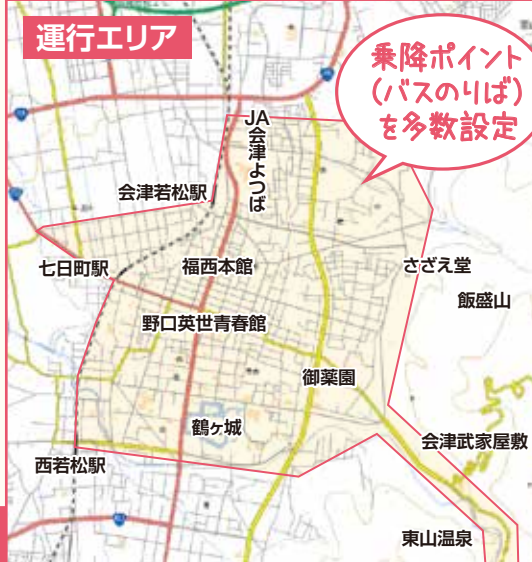 運行エリア
乗降ポイント
(バスのりば)
を多数設定
JA会津よつば
会津若松駅
七日町駅
福西本館
さざえ堂
飯盛山
野口英世青春館
御薬園
鶴ヶ城
会津武家屋敷
西若松駅
東山温泉